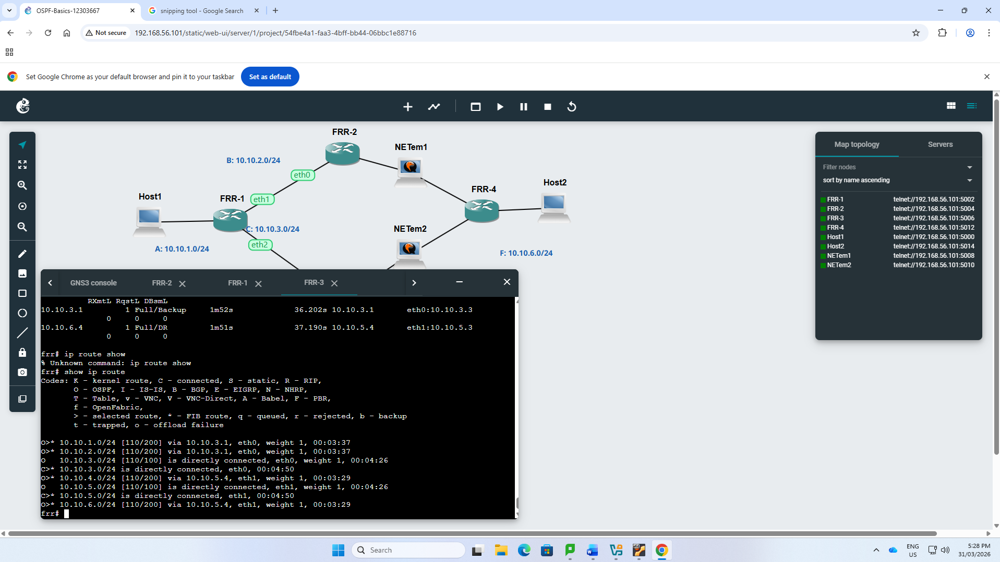 OSPF-Basics-12303667
snipping tool - Google Search
Not secure
192.168.56.101/static/web-ui/server/1/project/54fbe4a1-faa3-4bff-bb44-06bbc1e88716
Set Google Chrome as your default browser and pin it to your taskbar
Set as default
FRR-2
NETem1
B: 10.10.2.0/24
eth0
Host2
FRR-4
Host1
FRR-1
eth1
C: 10.10.3.0/24
NETem2
eth2
A: 10.10.1.0/24
F: 10.10.6.0/24
Map topology
Servers
Filter nodes
sort by name ascending
FRR-1 telnet://192.168.56.101:5002
FRR-2 telnet://192.168.56.101:5004
FRR-3 telnet://192.168.56.101:5006
FRR-4 telnet://192.168.56.101:5012
Host1 telnet://192.168.56.101:5000
Host2 telnet://192.168.56.101:5014
NETem1 telnet://192.168.56.101:5008
NETem2 telnet://192.168.56.101:5010
GNS3 console
FRR-2
FRR-1
FRR-3
RXmtL RqstL DBsmL
10.10.3.1 1 Full/Backup 1m52s 36.202s 10.10.3.1 eth0:10.10.3.3
0 0 0
10.10.6.4 1 Full/DR 1m51s 37.190s 10.10.5.4 eth1:10.10.5.3
0 0 0
frr# ip route show
% Unknown command: ip route show
frr# show ip route
Codes: K - kernel route, C - connected, S - static, R - RIP,
O - OSPF, I - IS-IS, B - BGP, E - EIGRP, N - NHRP,
T - Table, v - VNC, V - VNC-Direct, A - Babel, F - PBR,
f - OpenFabric,
> - selected route, * - FIB route, q - queued, r - rejected, b - backup
t - trapped, o - offload failure
O>* 10.10.1.0/24 [110/200] via 10.10.3.1, eth0, weight 1, 00:03:37
O>* 10.10.2.0/24 [110/200] via 10.10.3.1, eth0, weight 1, 00:03:37
O 10.10.3.0/24 [110/100] is directly connected, eth0, weight 1, 00:04:26
C>* 10.10.3.0/24 is directly connected, eth0, 00:04:50
O>* 10.10.4.0/24 [110/200] via 10.10.5.4, eth1, weight 1, 00:03:29
O 10.10.5.0/24 [110/100] is directly connected, eth1, weight 1, 00:04:26
C>* 10.10.5.0/24 is directly connected, eth1, 00:04:50
O>* 10.10.6.0/24 [110/200] via 10.10.5.4, eth1, weight 1, 00:03:29
frr#
Search
ENG
US
5:28 PM
31/03/2026